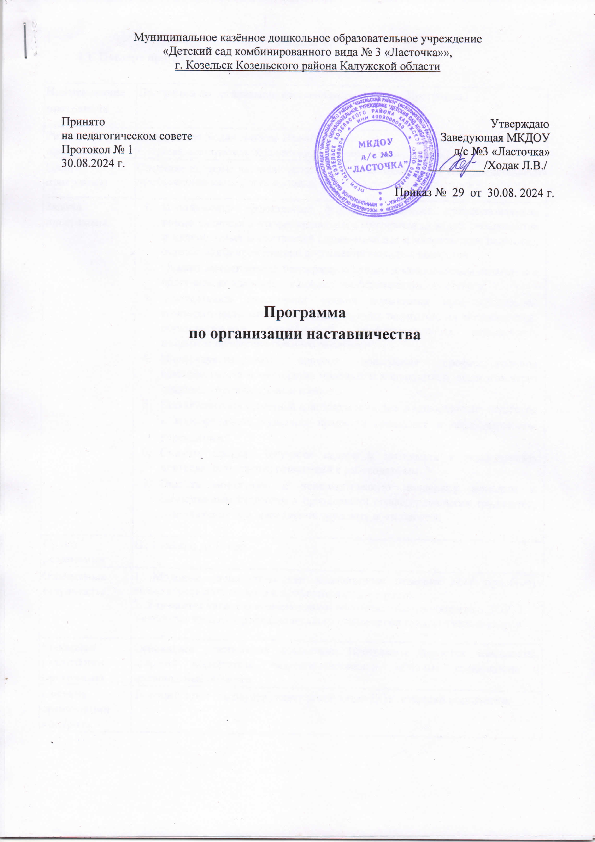 Муниципальное казённое дошкольное образовательное учреждение
«Детский сад комбинированного вида № 3 «Ласточка»»,
г. Козельск Козельского района Калужской области
Принято
на педагогическом совете
Протокол № 1
30.08.2024 г.
Утверждаю
Заведующая МКДОУ
д/с №3 «Ласточка»
/Ходак Л.В./
Приказ № 29 от 30.08. 2024 г.
МКДОУ
д/с №3
"ЛАСТОЧКА"
Программа
по организации наставничества